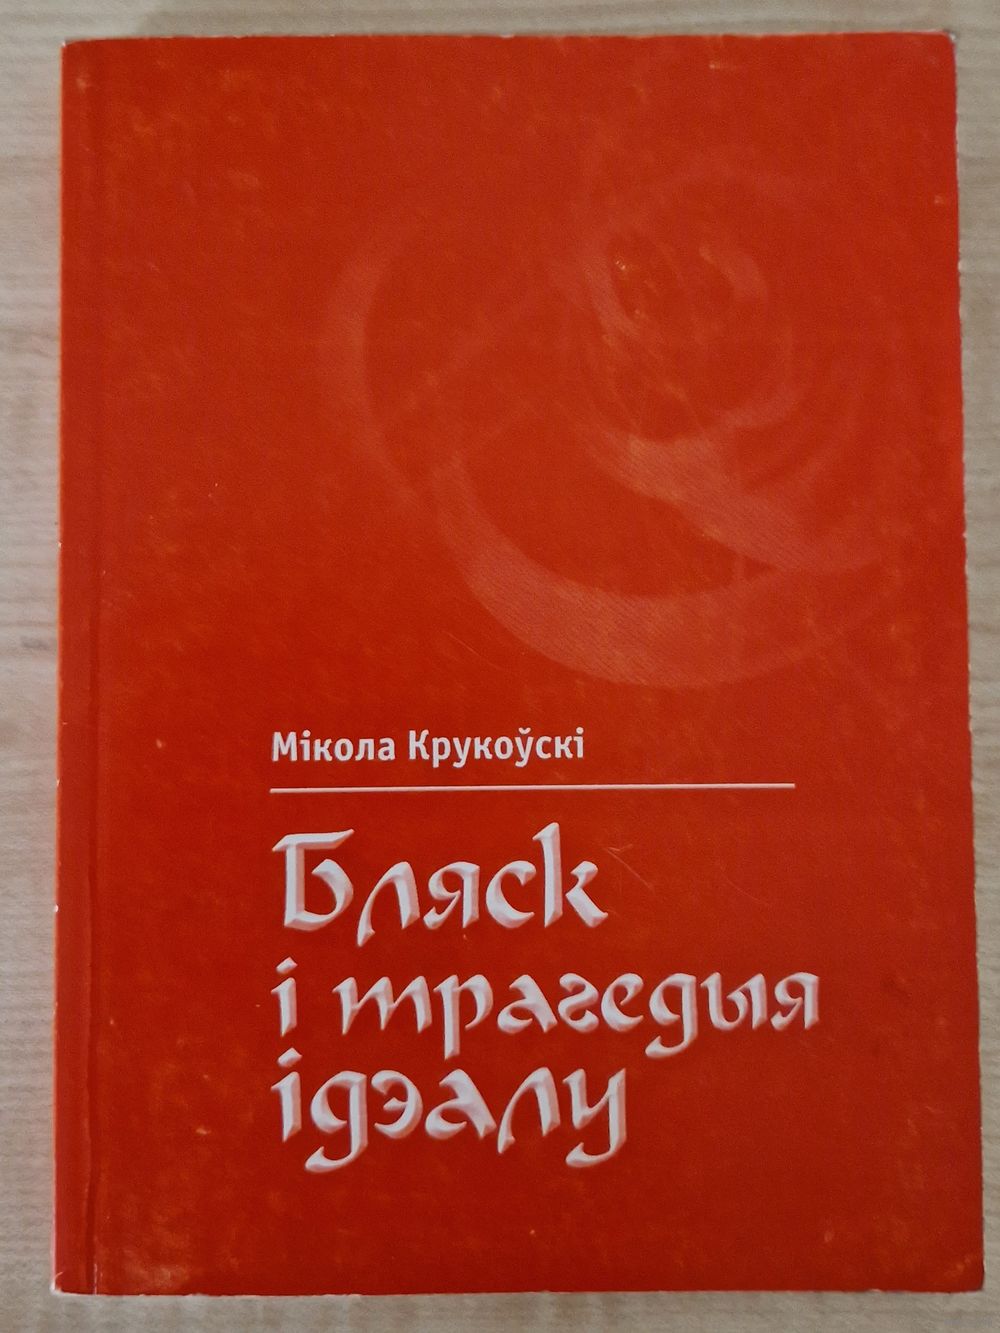 Мікола Крукоўскі
Бляск
і трагедыя
ідэалу